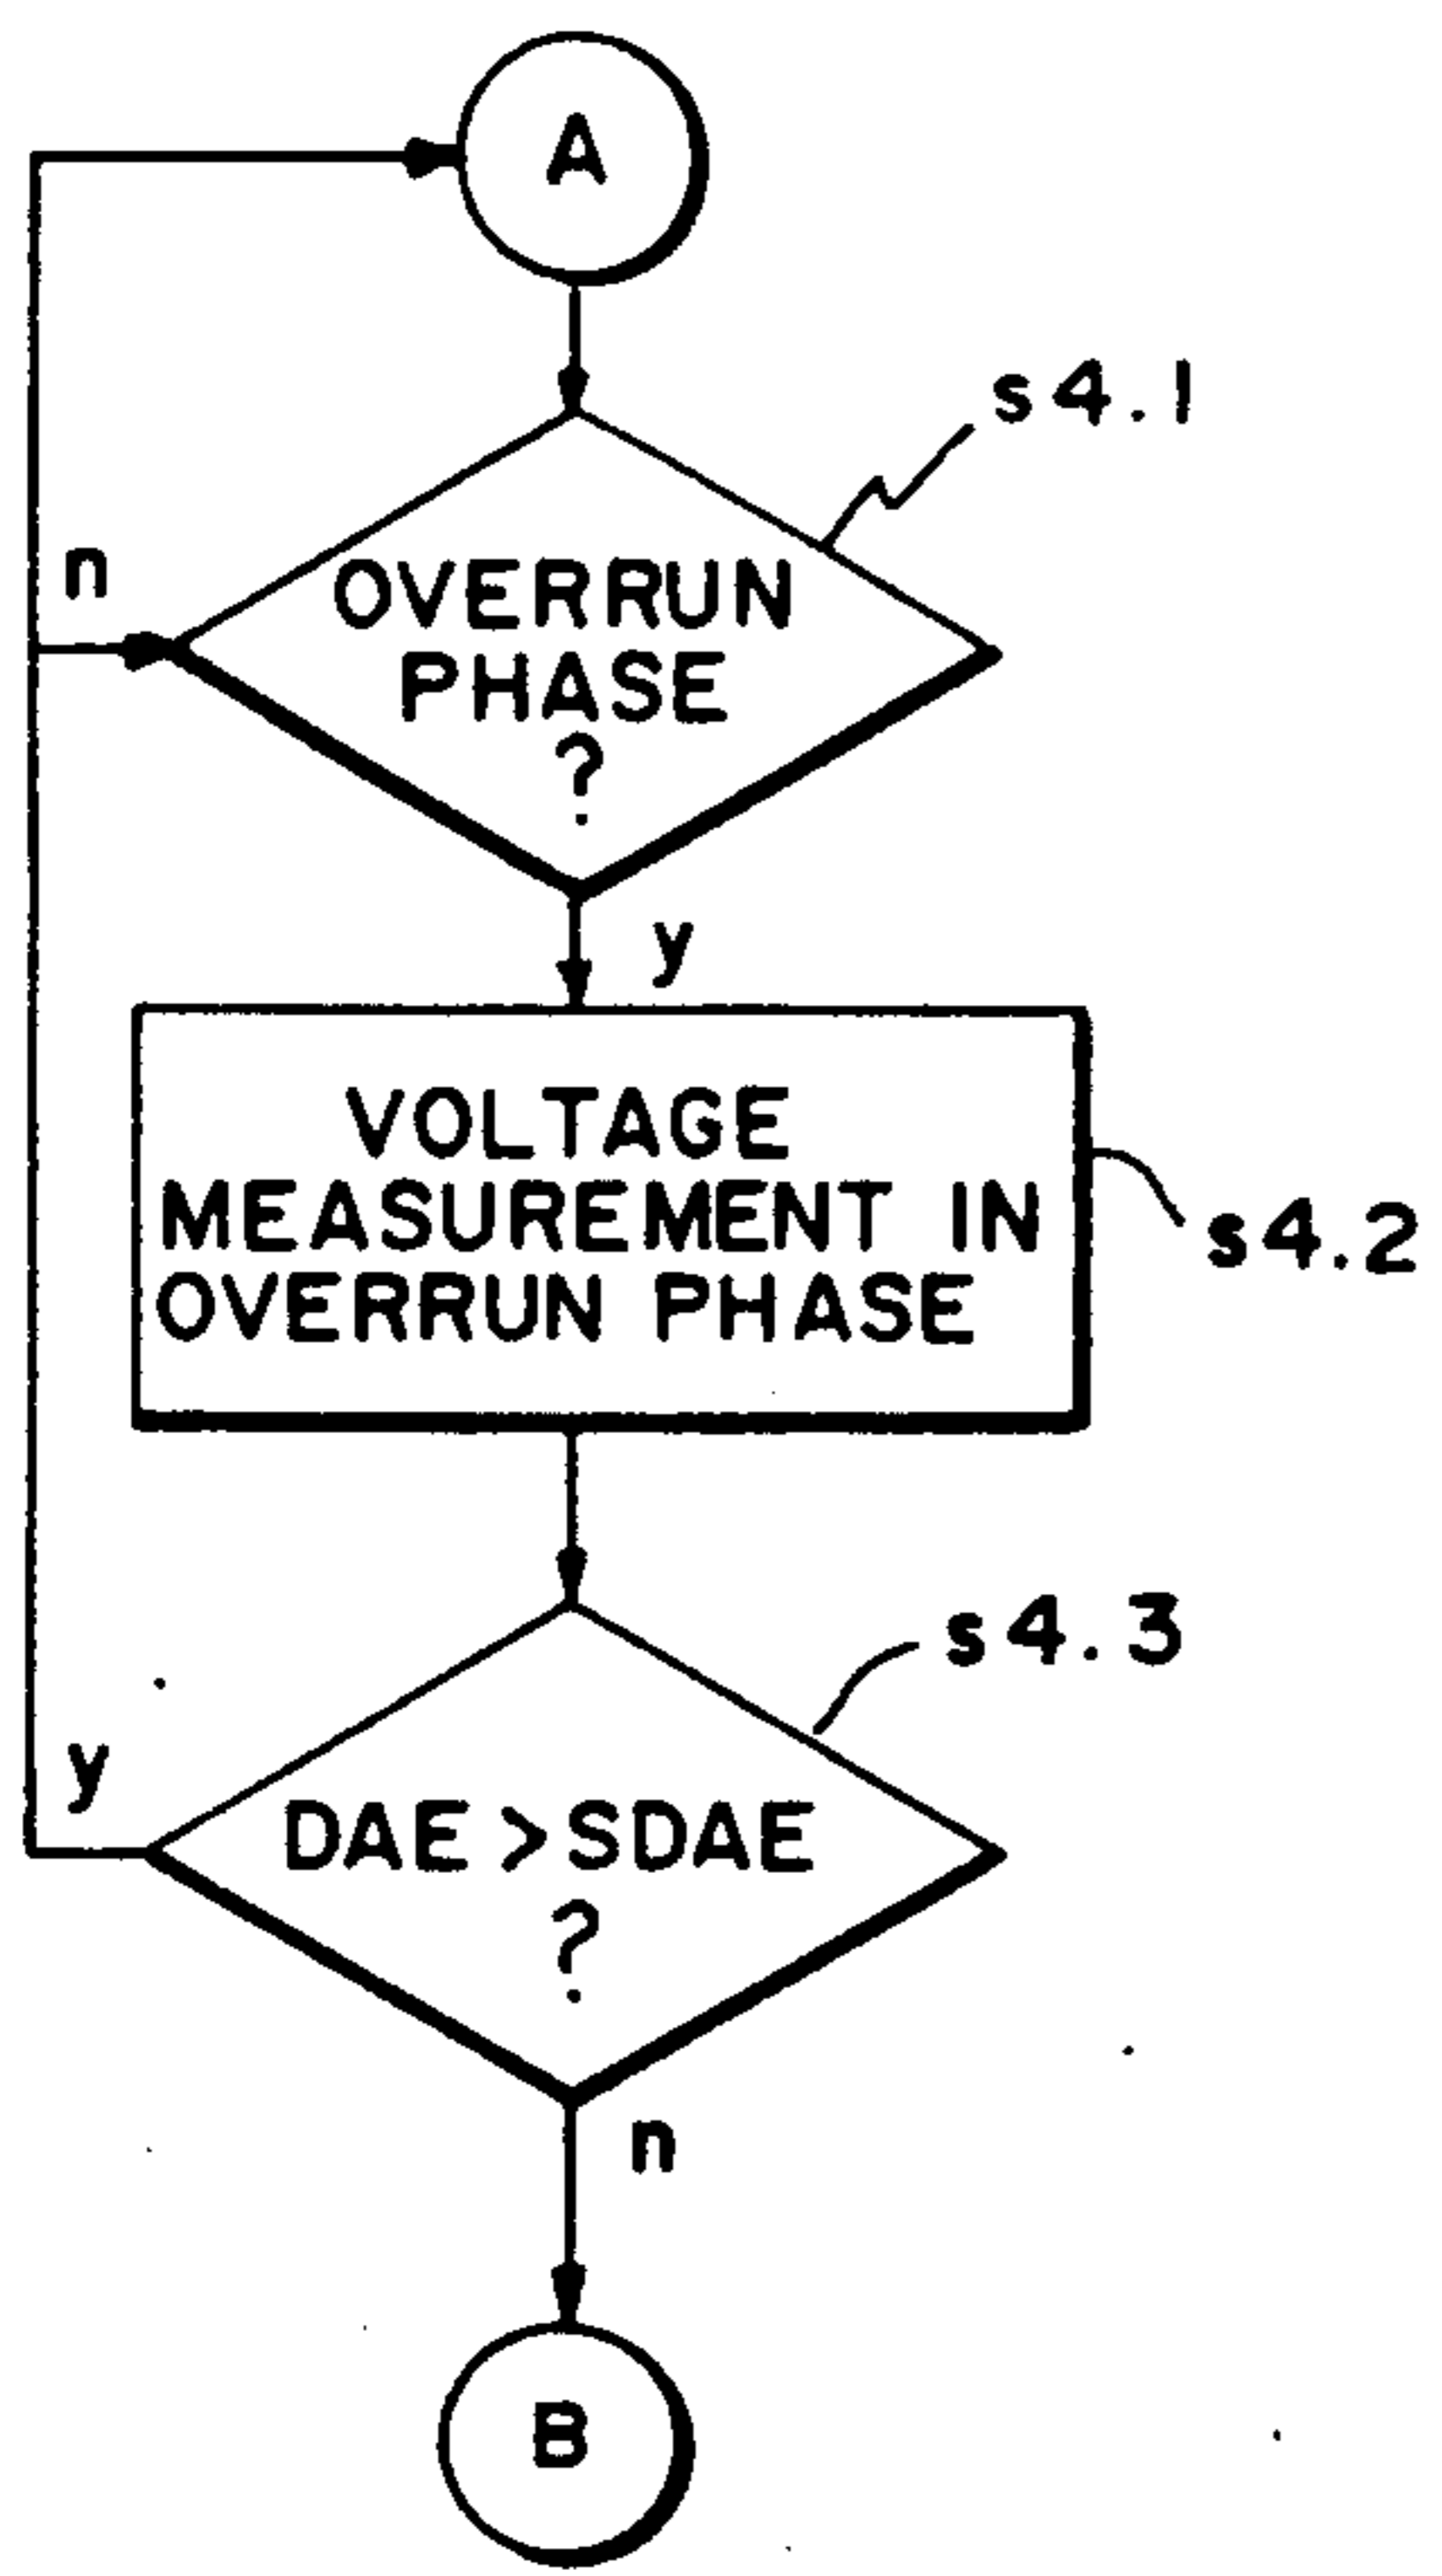 A
s4.1
n
OVERRUN
PHASE
?
y
VOLTAGE
MEASUREMENT IN
OVERRUN PHASE
s4.2
s4.3
y
DAE > SDAE
?
n
B